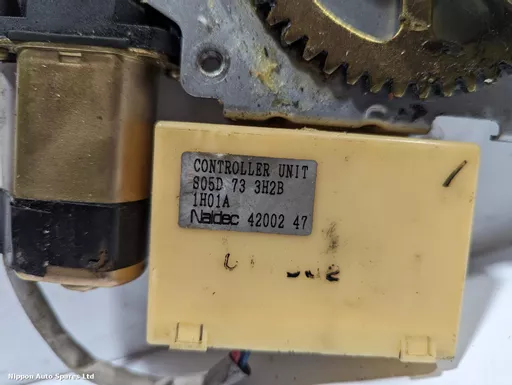 CONTROLLER UNIT
S05D 73 3H2B
1H01A
Naldec 42002 47
Nippon Auto Spares Ltd